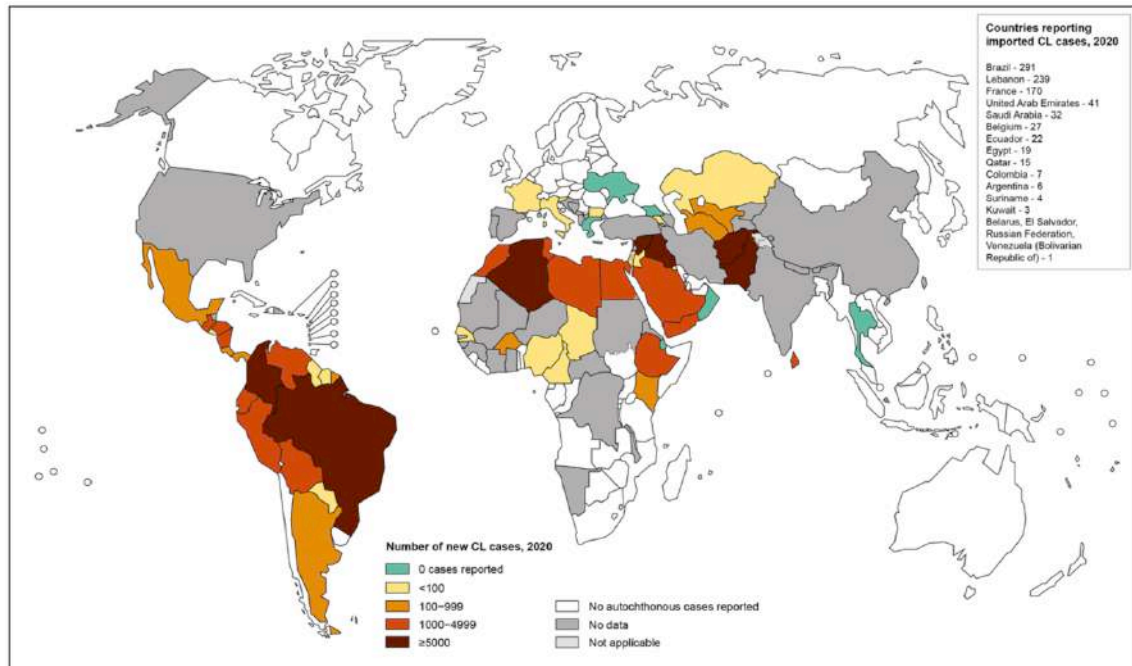 Countries reporting
imported CL cases, 2020
Brazil - 291
Lebanon - 239
France - 170
United Arab Emirates - 41
Saudi Arabia - 32
Belgium - 27
Ecuador - 22
Egypt - 19
Qatar - 15
Colombia - 7
Argentina - 6
Suriname - 4
Kuwait - 3
Belarus, El Salvador,
Russian Federation,
Venezuela (Bolivarian
Republic of) - 1
Number of new CL cases, 2020
0 cases reported
<100
100–999
1000–4999
≥5000
No autochthonous cases reported
No data
Not applicable